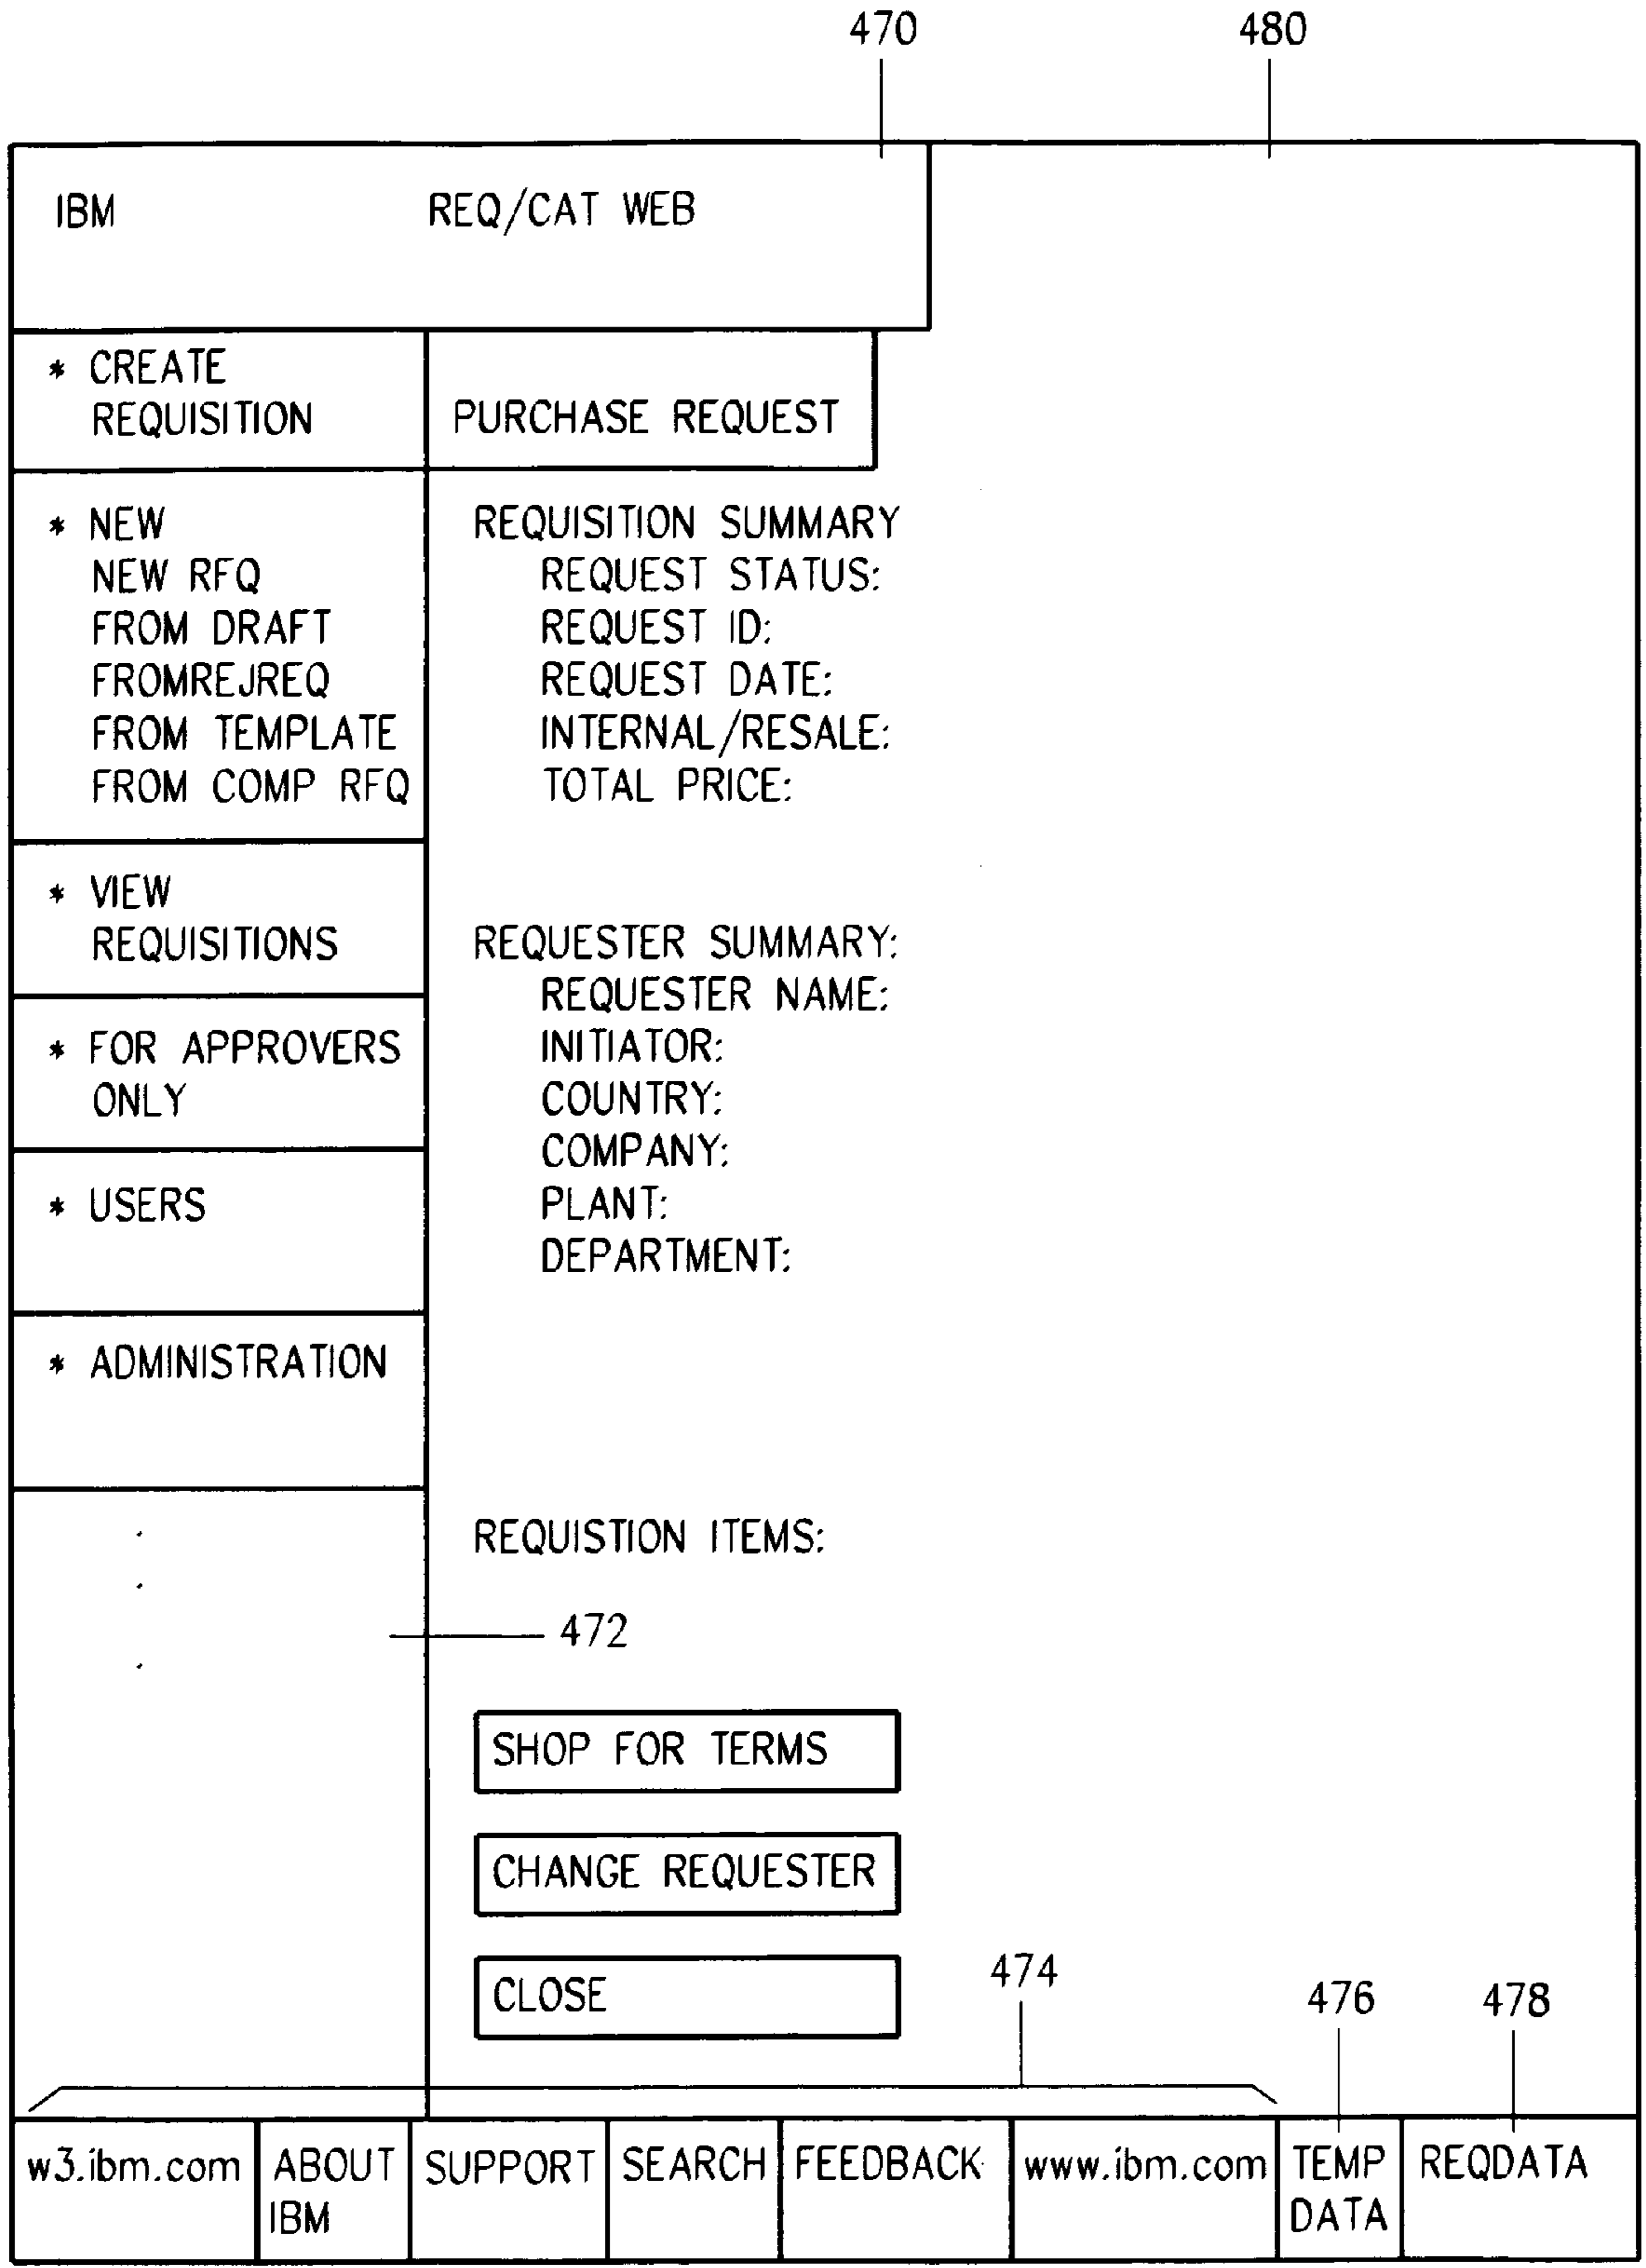 470 480
IBM REQ/CAT WEB
* CREATE
REQUISITION
PURCHASE REQUEST
* NEW
NEW RFQ
FROM DRAFT
FROMREJREQ
FROM TEMPLATE
FROM COMP RFQ
* VIEW
REQUISITIONS
* FOR APPROVERS
ONLY
* USERS
* ADMINISTRATION
REQUISITION SUMMARY
REQUEST STATUS:
REQUEST ID:
REQUEST DATE:
INTERNAL/RESALE:
TOTAL PRICE:
REQUESTER SUMMARY:
REQUESTER NAME:
INITIATOR:
COUNTRY:
COMPANY:
PLANT:
DEPARTMENT:
REQUISTION ITEMS:
472
SHOP FOR TERMS
CHANGE REQUESTER
CLOSE
474
476
478
w3.ibm.com
ABOUT
IBM
SUPPORT
SEARCH
FEEDBACK
www.ibm.com
TEMP
DATA
REQDATA